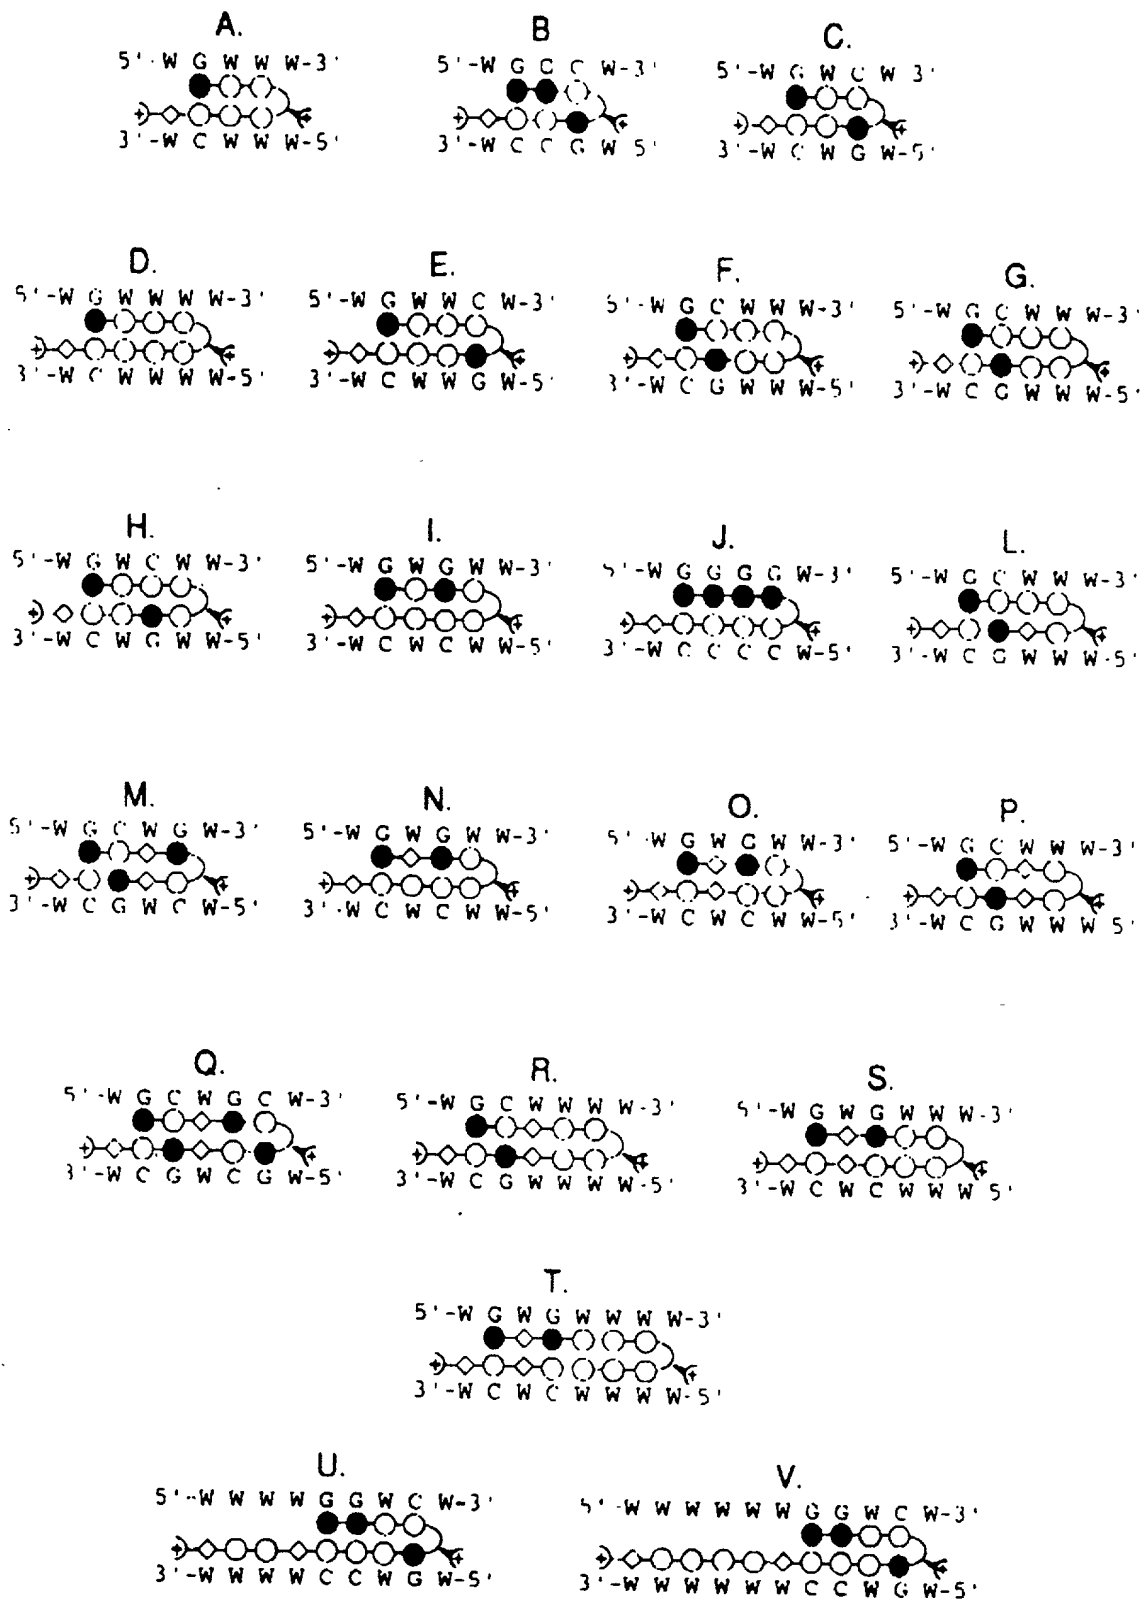 A. B C.
5'-W G W W W-3' 5'-W G C C W-3' 5'-W G W C W 3'
3'-W C W W W-5' 3'-W C C G W 5' 3'-W C W G W-5'
D. E. F. G.
5'-W G W W W W-3' 5'-W G W W C W-3' 5'-W G C W W W-3' 5'-W G C W W W-3'
3'-W C W W W W-5' 3'-W C W W G W-5' 3'-W C G W W W-5' 3'-W C G W W W-5'
H. I. J. L.
5'-W G W C W W-3' 5'-W G W G W W-3' 5'-W G G G G W-3' 5'-W G C W W W-3'
3'-W C W G W W-5' 3'-W C W C W W-5' 3'-W C C C C W-5' 3'-W C G W W W-5'
M. N. O. P.
5'-W G C W G W-3' 5'-W G W G W W-3' 5'-W G W G W W-3' 5'-W G C W W W-3'
3'-W C G W C W-5' 3'-W C W C W W-5' 3'-W C W C W W-5' 3'-W C G W W W 5'
Q. R. S.
5'-W G C W G C W-3' 5'-W G C W W W W-3' 5'-W G W G W W W-3'
3'-W C G W C G W-5' 3'-W C G W W W W-5' 3'-W C W C W W W 5'
T.
5'-W G W G W W W W-3'
3'-W C W C W W W W-5'
U. V.
5'-W W W W G G W C W-3' 5'-W W W W W W G G W C W-3'
3'-W W W W C C W G W-5' 3'-W W W W W W C C W G W-5'